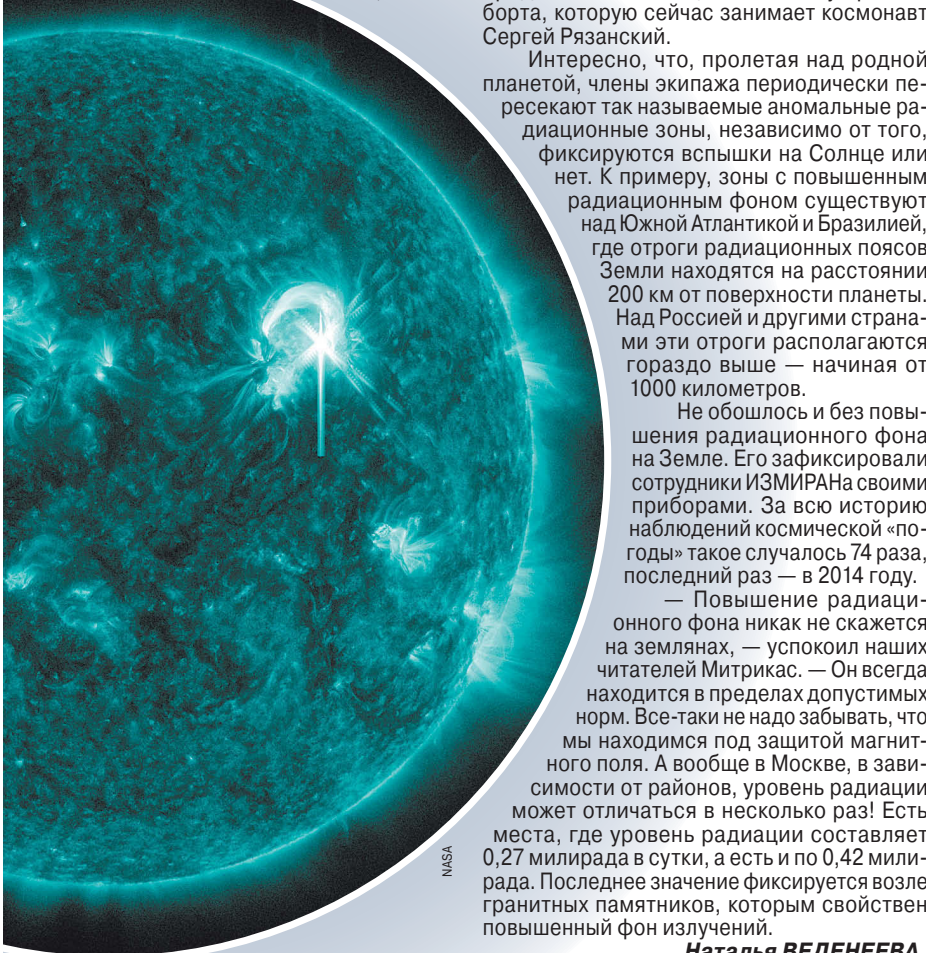 борта, которую сейчас занимает космонавт
Сергей Рязанский.
Интересно, что, пролетая над родной
планетой, члены экипажа периодически пе-
ресекают так называемые аномальные ра-
диационные зоны, независимо от того,
фиксируются вспышки на Солнце или
нет. К примеру, зоны с повышенным
радиационным фоном существуют
над Южной Атлантикой и Бразилией,
где отроги радиационных поясов
Земли находятся на расстоянии
200 км от поверхности планеты.
Над Россией и другими страна-
ми эти отроги располагаются
гораздо выше — начиная от
1000 километров.
Не обошлось и без повы-
шения радиационного фона
на Земле. Его зафиксировали
сотрудники ИЗМИРАНа своими
приборами. За всю историю
наблюдений космической «по-
годы» такое случалось 74 раза,
последний раз — в 2014 году.
— Повышение радиаци-
онного фона никак не скажется
на землянах, — успокоил наших
читателей Митрикас. — Он всегда
находится в пределах допустимых
норм. Все-таки не надо забывать, что
мы находимся под защитой магнит-
ного поля. А вообще в Москве, в зави-
симости от районов, уровень радиации
может отличаться в несколько раз! Есть
места, где уровень радиации составляет
0,27 милирада в сутки, а есть и по 0,42 мили-
рада. Последнее значение фиксируется возле
гранитных памятников, которым свойствен
повышенный фон излучений.
Наталья ВЕДЕНЕЕВА
NASA